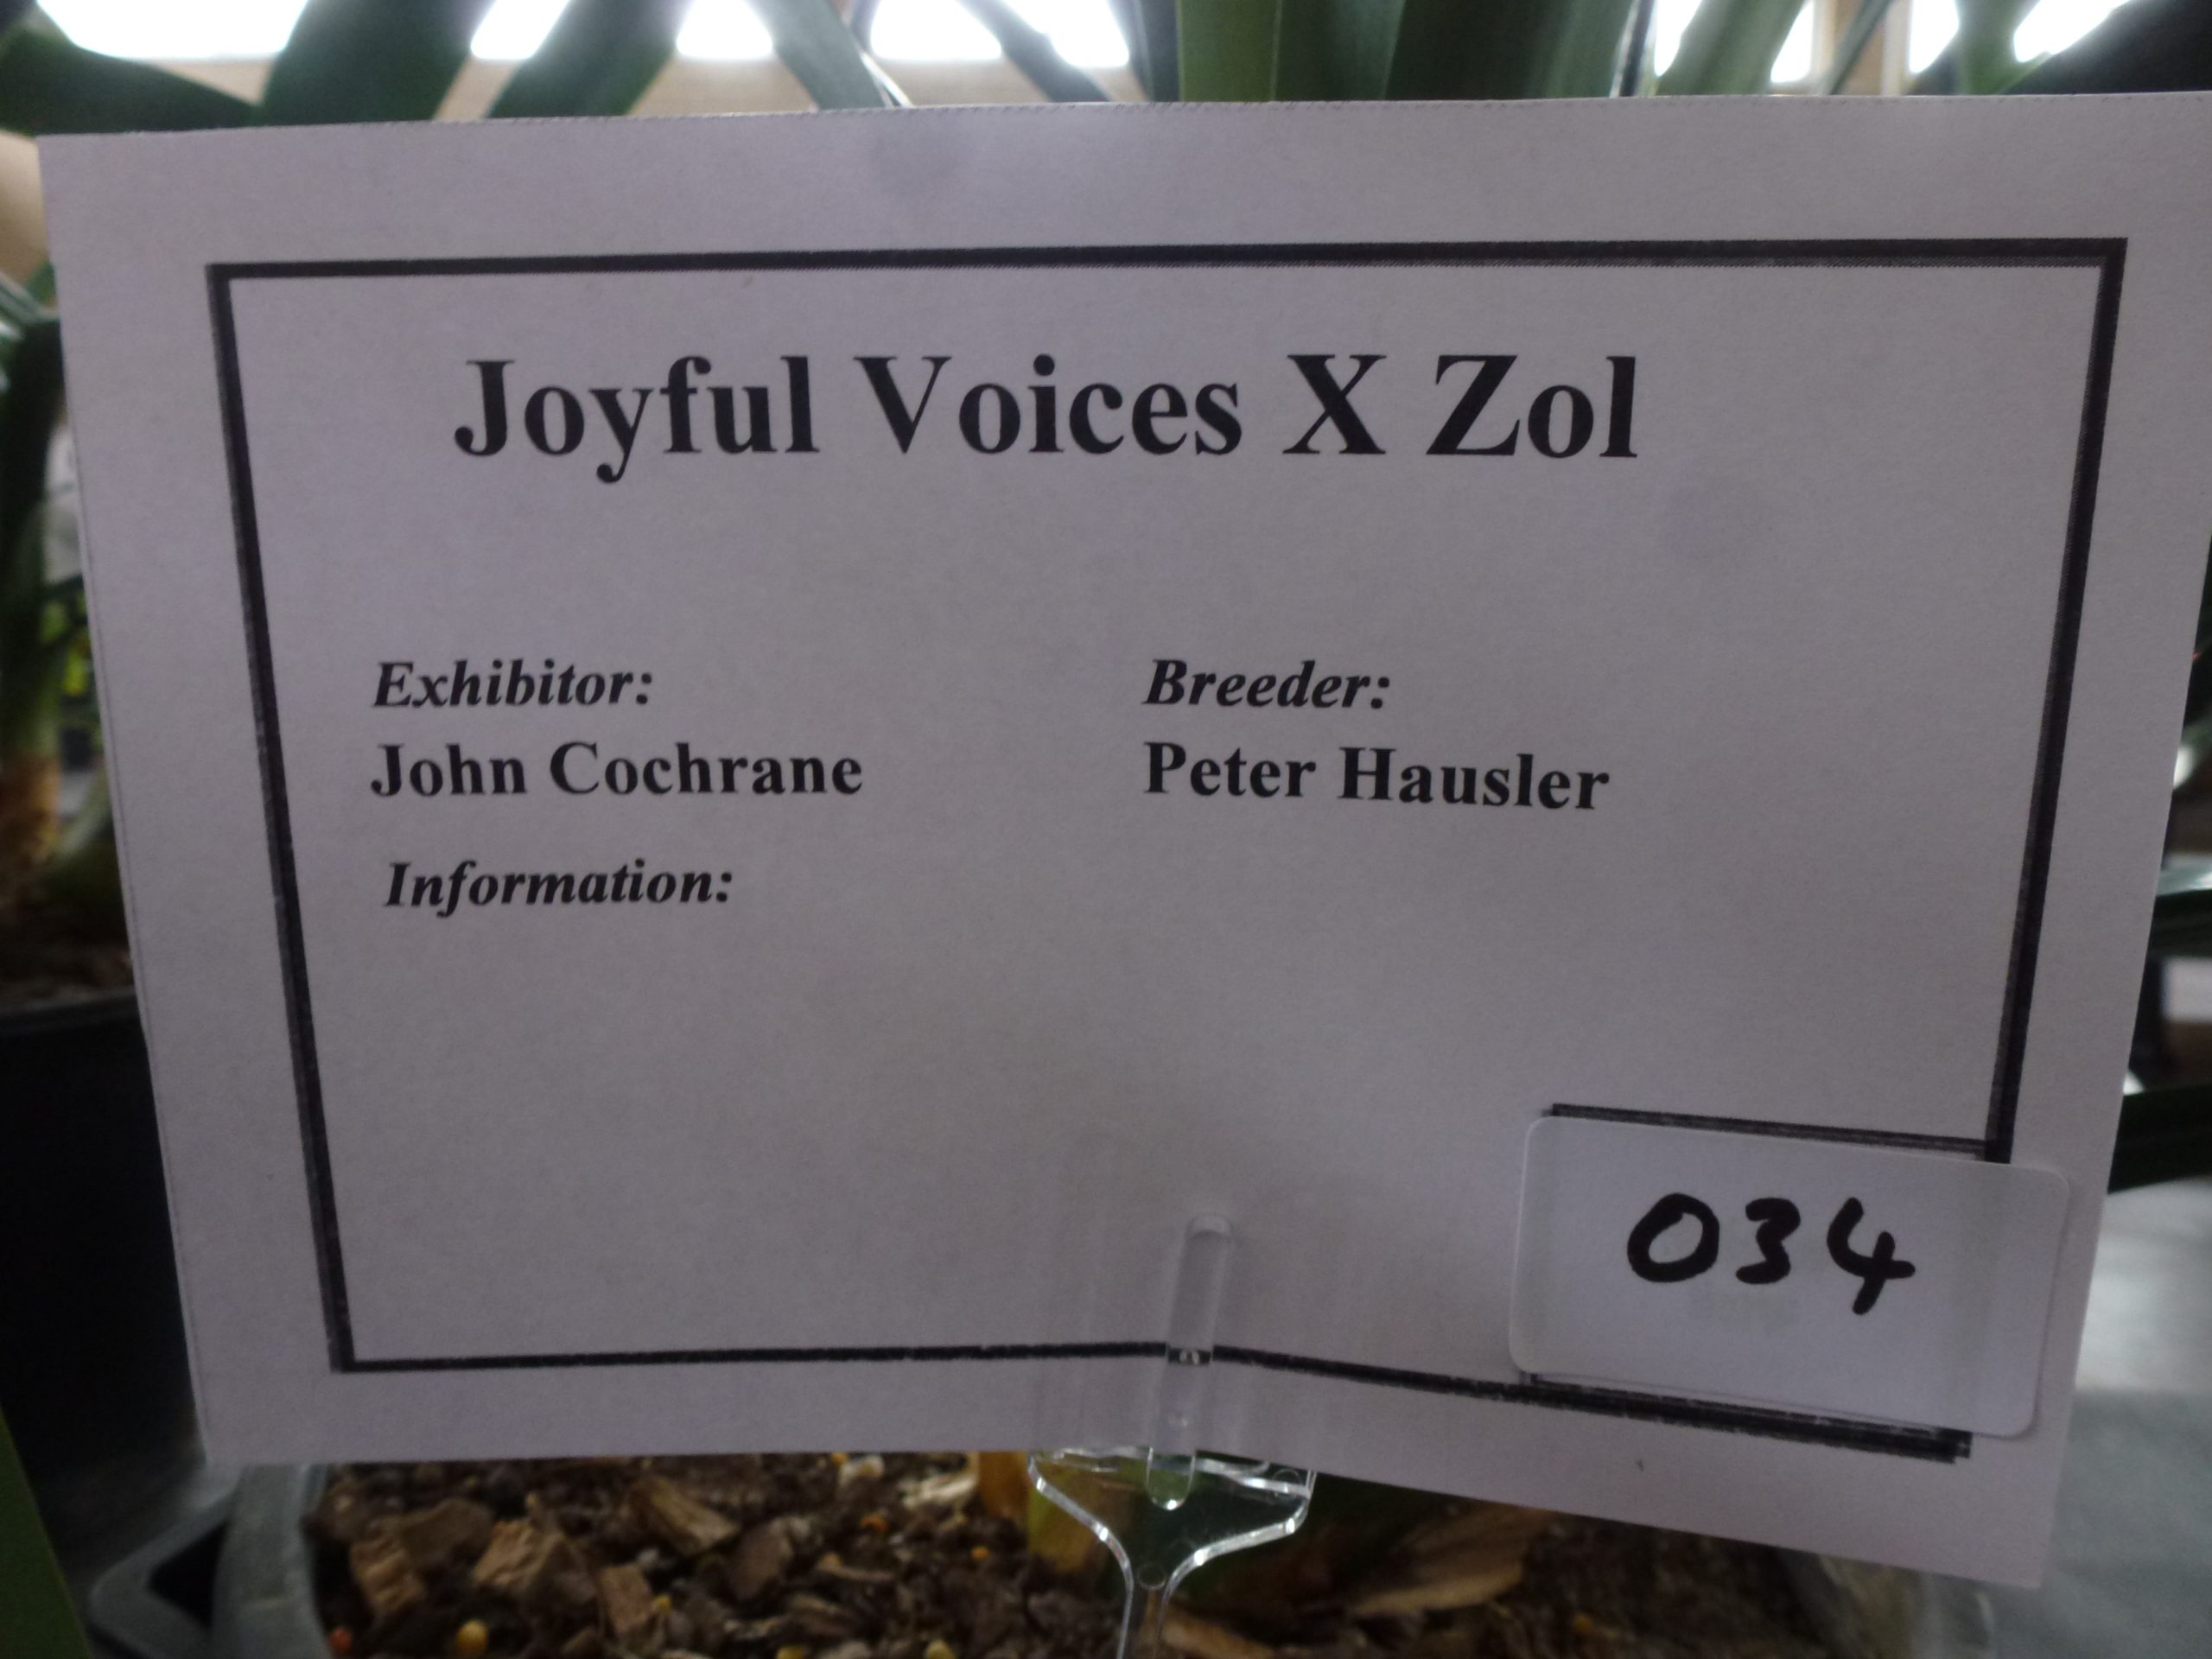 Joyful Voices X Zol
Exhibitor: Breeder:
John Cochrane Peter Hausler
Information:
034